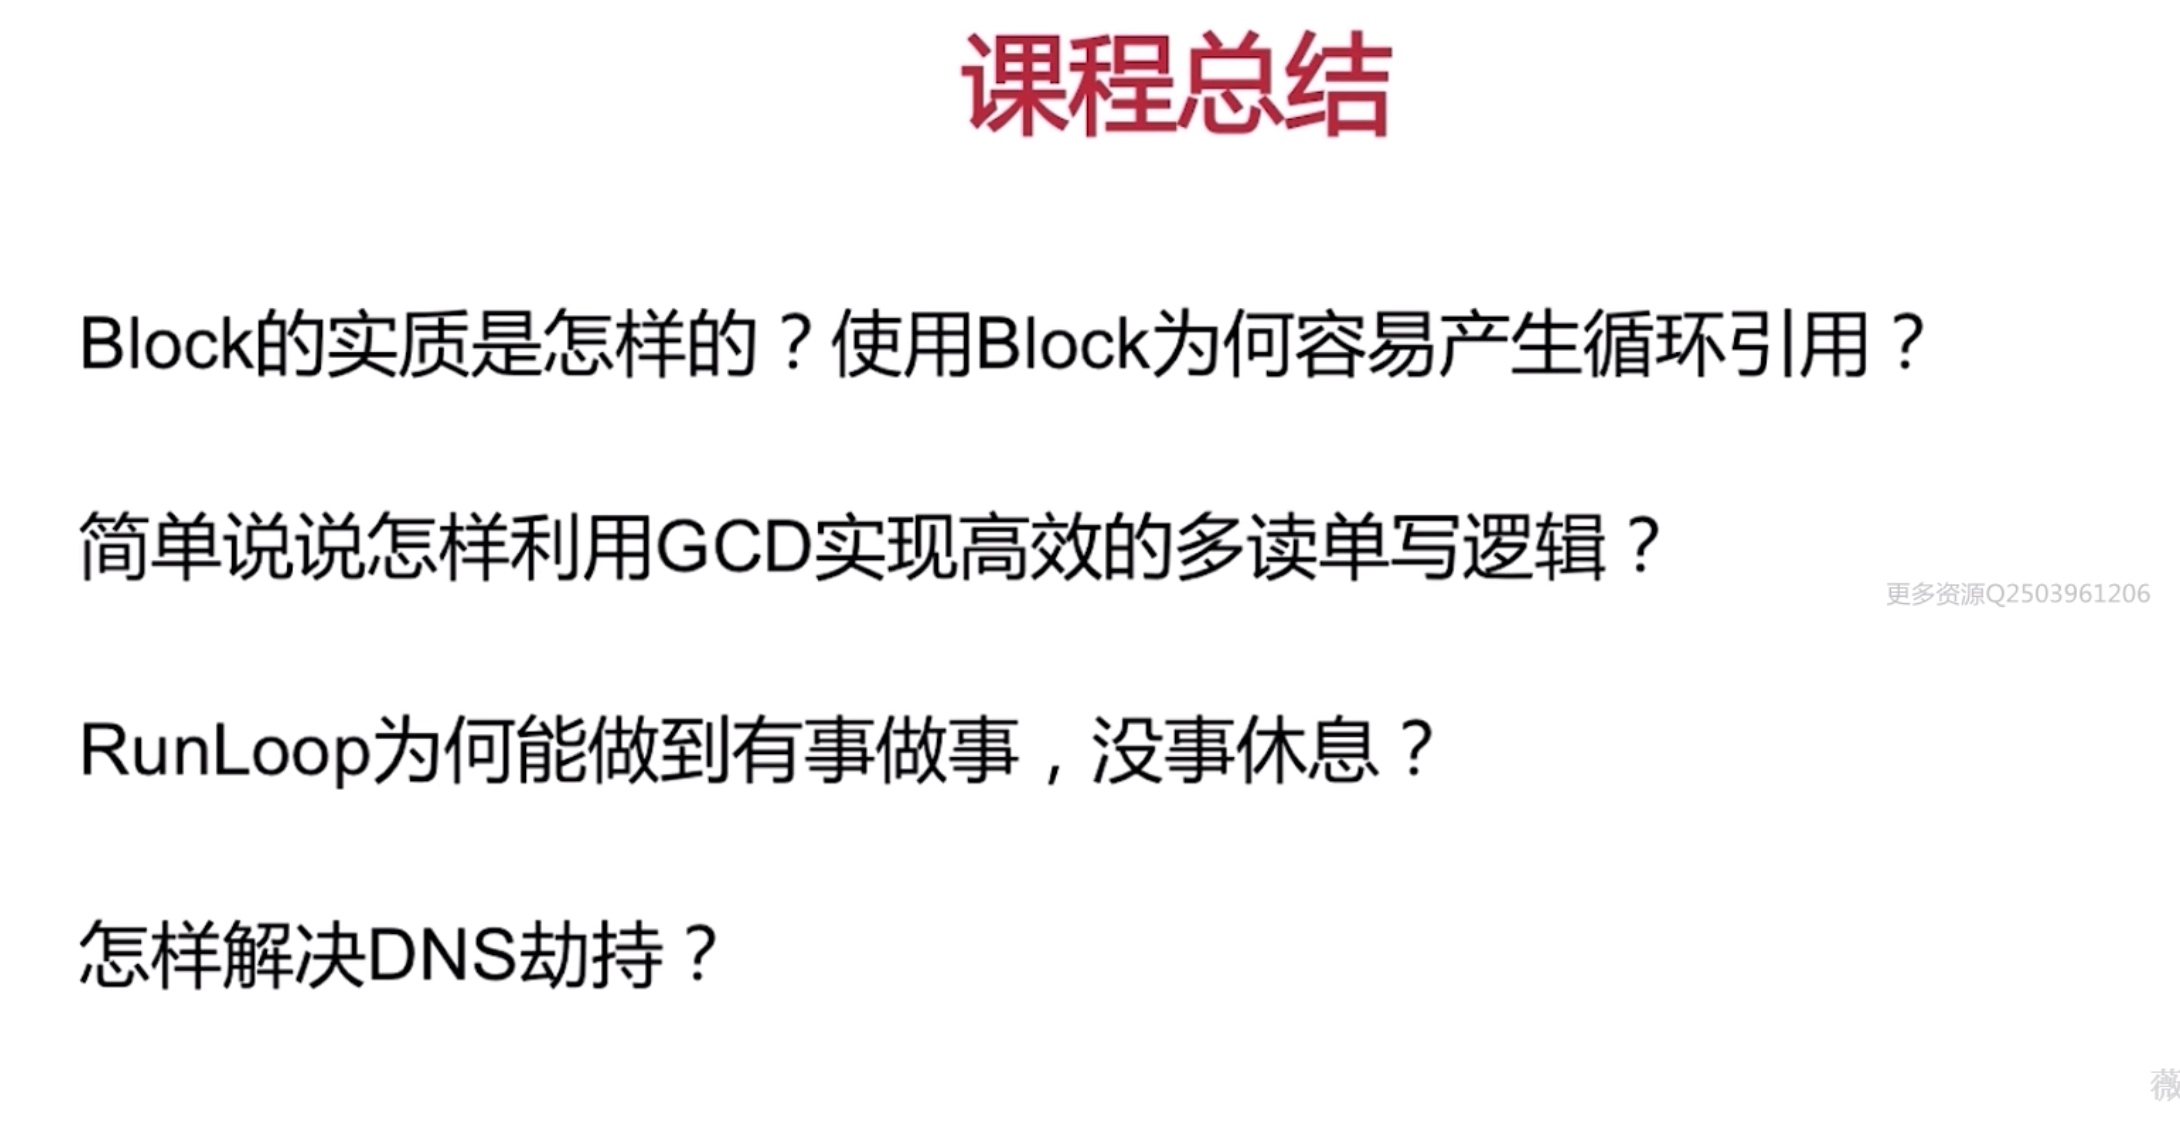 课程总结
Block的实质是怎样的？使用Block为何容易产生循环引用？
简单说说怎样利用GCD实现高效的多读单写逻辑？
更多资源Q2503961206
RunLoop为何能做到有事做事，没事休息？
怎样解决DNS劫持？
薇